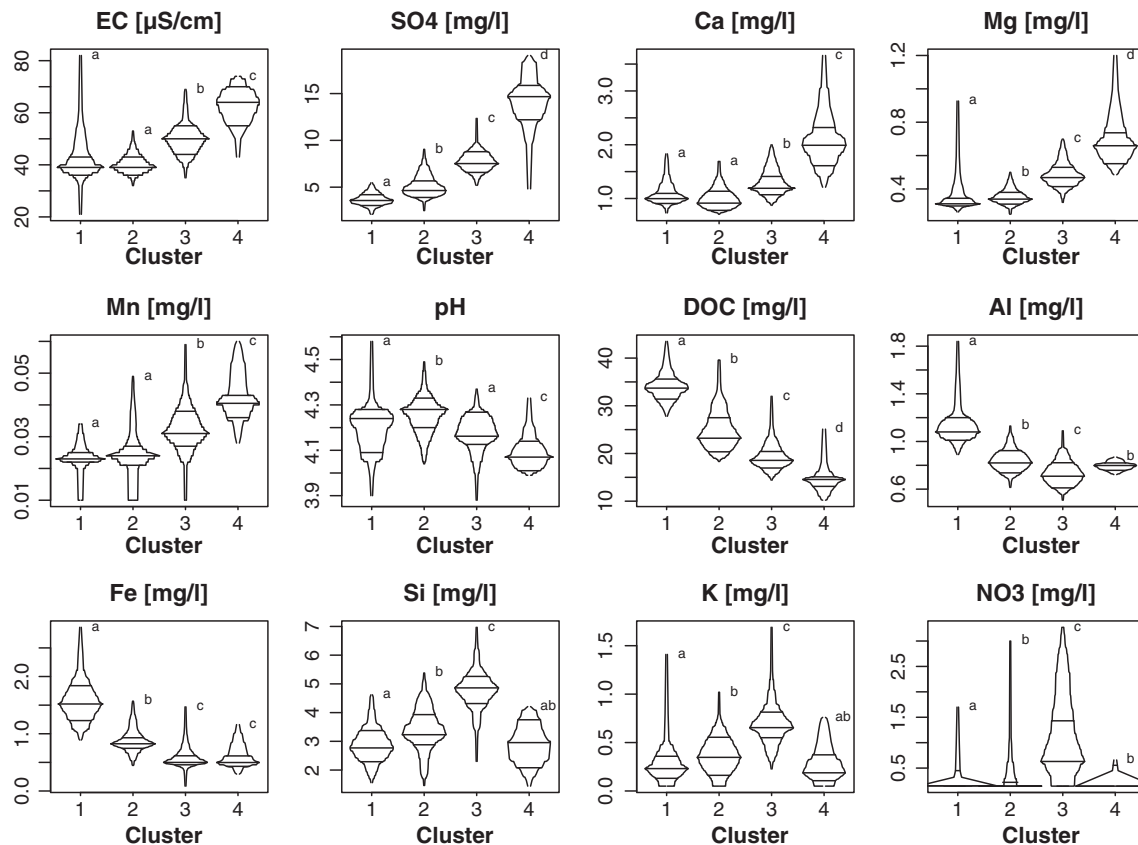 EC [µS/cm] SO4 [mg/l] Ca [mg/l] Mg [mg/l]
20 40 60 80
a a b c
1 2 3 4
Cluster
5 10 15
a b c d
1 2 3 4
Cluster
1.0 2.0 3.0
a a b c
1 2 3 4
Cluster
0.4 0.8 1.2
a b c d
1 2 3 4
Cluster
Mn [mg/l] pH DOC [mg/l] Al [mg/l]
0.01 0.03 0.05
a a b c
1 2 3 4
Cluster
3.9 4.1 4.3 4.5
a b a c
1 2 3 4
Cluster
10 20 30 40
a b c d
1 2 3 4
Cluster
0.6 1.0 1.4 1.8
a b c b
1 2 3 4
Cluster
Fe [mg/l] Si [mg/l] K [mg/l] NO3 [mg/l]
0.0 1.0 2.0
a b c c
1 2 3 4
Cluster
2 3 4 5 6 7
a b c ab
1 2 3 4
Cluster
0.0 0.5 1.0 1.5
a b c ab
1 2 3 4
Cluster
0.5 1.5 2.5
a b c b
1 2 3 4
Cluster